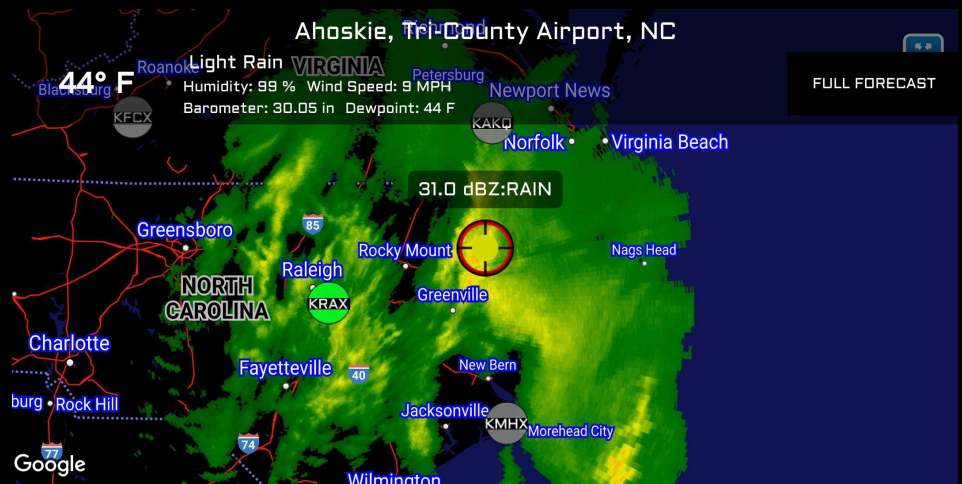 Ahoskie, Tri-County Airport, NC
Richmond
44° F
Light Rain
Humidity: 99 % Wind Speed: 9 MPH
Barometer: 30.05 in Dewpoint: 44 F
FULL FORECAST
Roanoke
VIRGINIA
Petersburg
Blacksburg
Newport News
KFCX
KAKQ
Norfolk
Virginia Beach
31.0 dBZ:RAIN
85
Greensboro
Rocky Mount
Nags Head
Raleigh
NORTH
CAROLINA
KRAX
Greenville
Charlotte
Fayetteville
40
New Bern
burg
Rock Hill
Jacksonville
KMHX
Morehead City
74
77
Google
Wilmington